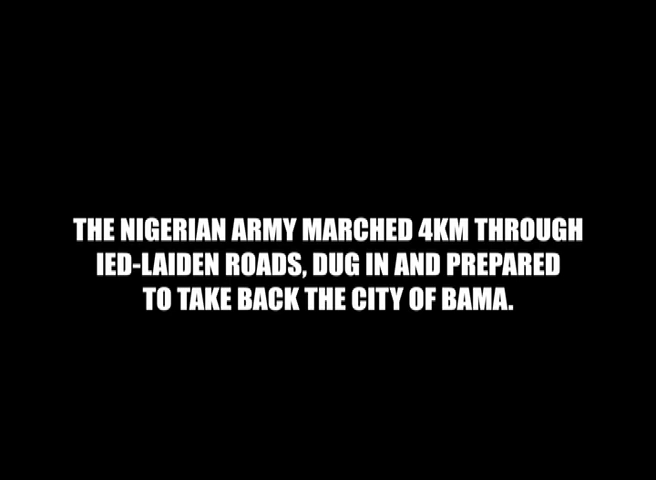 THE NIGERIAN ARMY MARCHED 4KM THROUGH
IED-LAIDEN ROADS, DUG IN AND PREPARED
TO TAKE BACK THE CITY OF BAMA.